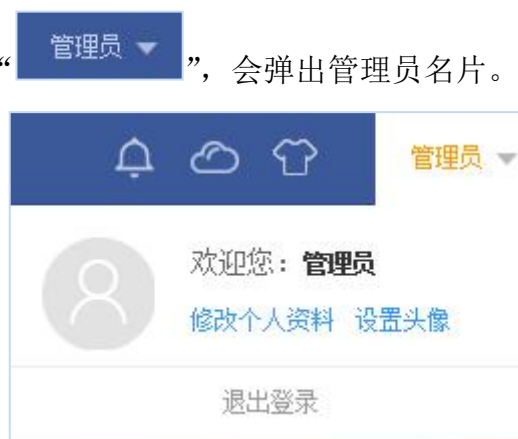 “管理员”，会弹出管理员名片。
管理员
欢迎您：管理员
修改个人资料 设置头像
退出登录